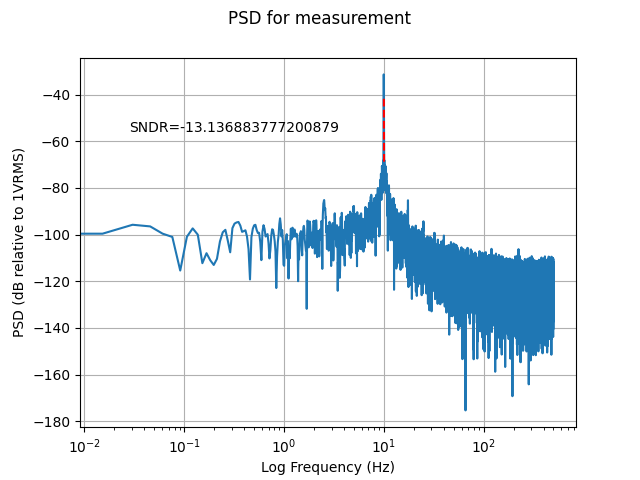 PSD for measurement
−40
−60
−80
−100
−120
−140
−160
−180
PSD (dB relative to 1VRMS)
SNDR=-13.136883777200879
10⁻² 10⁻¹ 10⁰ 10¹ 10²
Log Frequency (Hz)